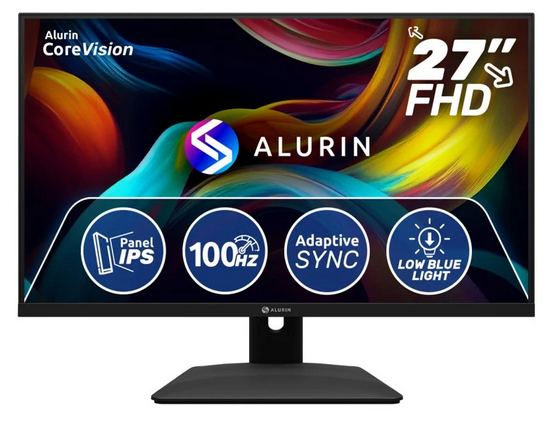 Alurin
CoreVision
27"
FHD
ALURIN
Panel
IPS
100HZ
Adaptive
SYNC
LOW BLUE
LIGHT
ALURIN